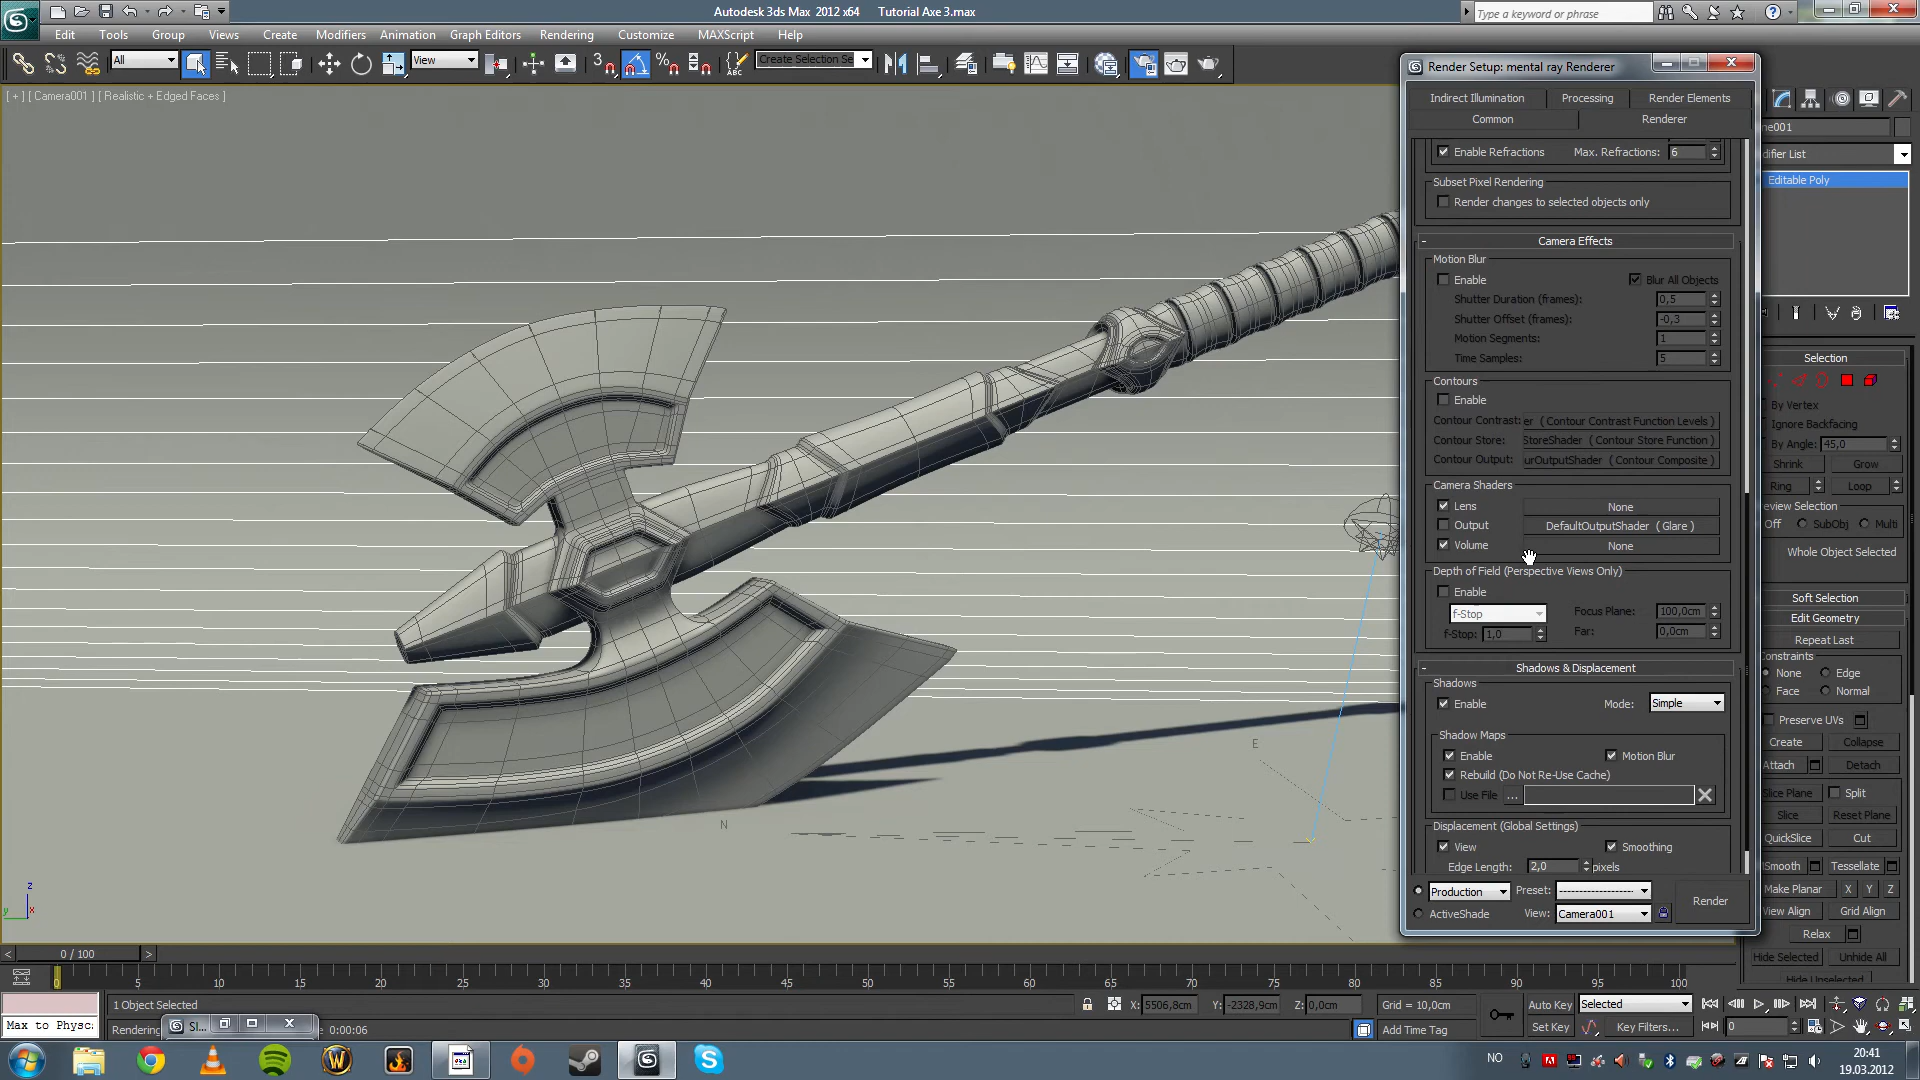 Autodesk 3ds Max 2012 x64 Tutorial Axe 3.max
Type a keyword or phrase
Edit Tools Group Views Create Modifiers Animation Graph Editors Rendering Customize MAXScript Help
All
View
3
Create Selection Se
[ + ] [ Camera001 ] [ Realistic + Edged Faces ]
N
E
z
y
x
Render Setup: mental ray Renderer
Indirect Illumination Processing Render Elements
Common Renderer
Enable Refractions Max. Refractions: 6
Subset Pixel Rendering
Render changes to selected objects only
- Camera Effects
Motion Blur
Enable Blur All Objects
Shutter Duration (frames): 0,5
Shutter Offset (frames): -0,3
Motion Segments: 1
Time Samples: 5
Contours
Enable
Contour Contrast: er ( Contour Contrast Function Levels )
Contour Store: StoreShader ( Contour Store Function )
Contour Output: urOutputShader ( Contour Composite )
Camera Shaders
Lens None
Output DefaultOutputShader ( Glare )
Volume None
Depth of Field (Perspective Views Only)
Enable
f-Stop Focus Plane: 100,0cm
f-Stop: 1,0 Far: 0,0cm
- Shadows & Displacement
Shadows
Enable Mode: Simple
Shadow Maps
Enable Motion Blur
Rebuild (Do Not Re-Use Cache)
Use File ...
Displacement (Global Settings)
View Smoothing
Edge Length: 2,0 pixels
Production Preset: -------------------
ActiveShade View: Camera001
Render
ne001
difier List
Editable Poly
Selection
By Vertex
Ignore Backfacing
By Angle: 45,0
Shrink Grow
Ring Loop
review Selection
Off SubObj Multi
Whole Object Selected
Soft Selection
Edit Geometry
Repeat Last
Constraints
None Edge
Face Normal
Preserve UVs
Create Collapse
Attach Detach
Slice Plane Split
Slice Reset Plane
QuickSlice Cut
MSmooth Tessellate
Make Planar X Y Z
View Align Grid Align
Relax
Hide Selected Unhide All
Hide Unselected
< 0 / 100 >
0 5 10 15 20 25 30 35 40 45 50 55 60 65 70 75 80 85 90 95 100
1 Object Selected X: 5506,8cm Y: -2328,9cm Z: 0,0cm Grid = 10,0cm Auto Key Selected
Max to Physc: Rendering Sl... 0:00:06 Add Time Tag Set Key Key Filters... 0
NO
20:41
19.03.2012